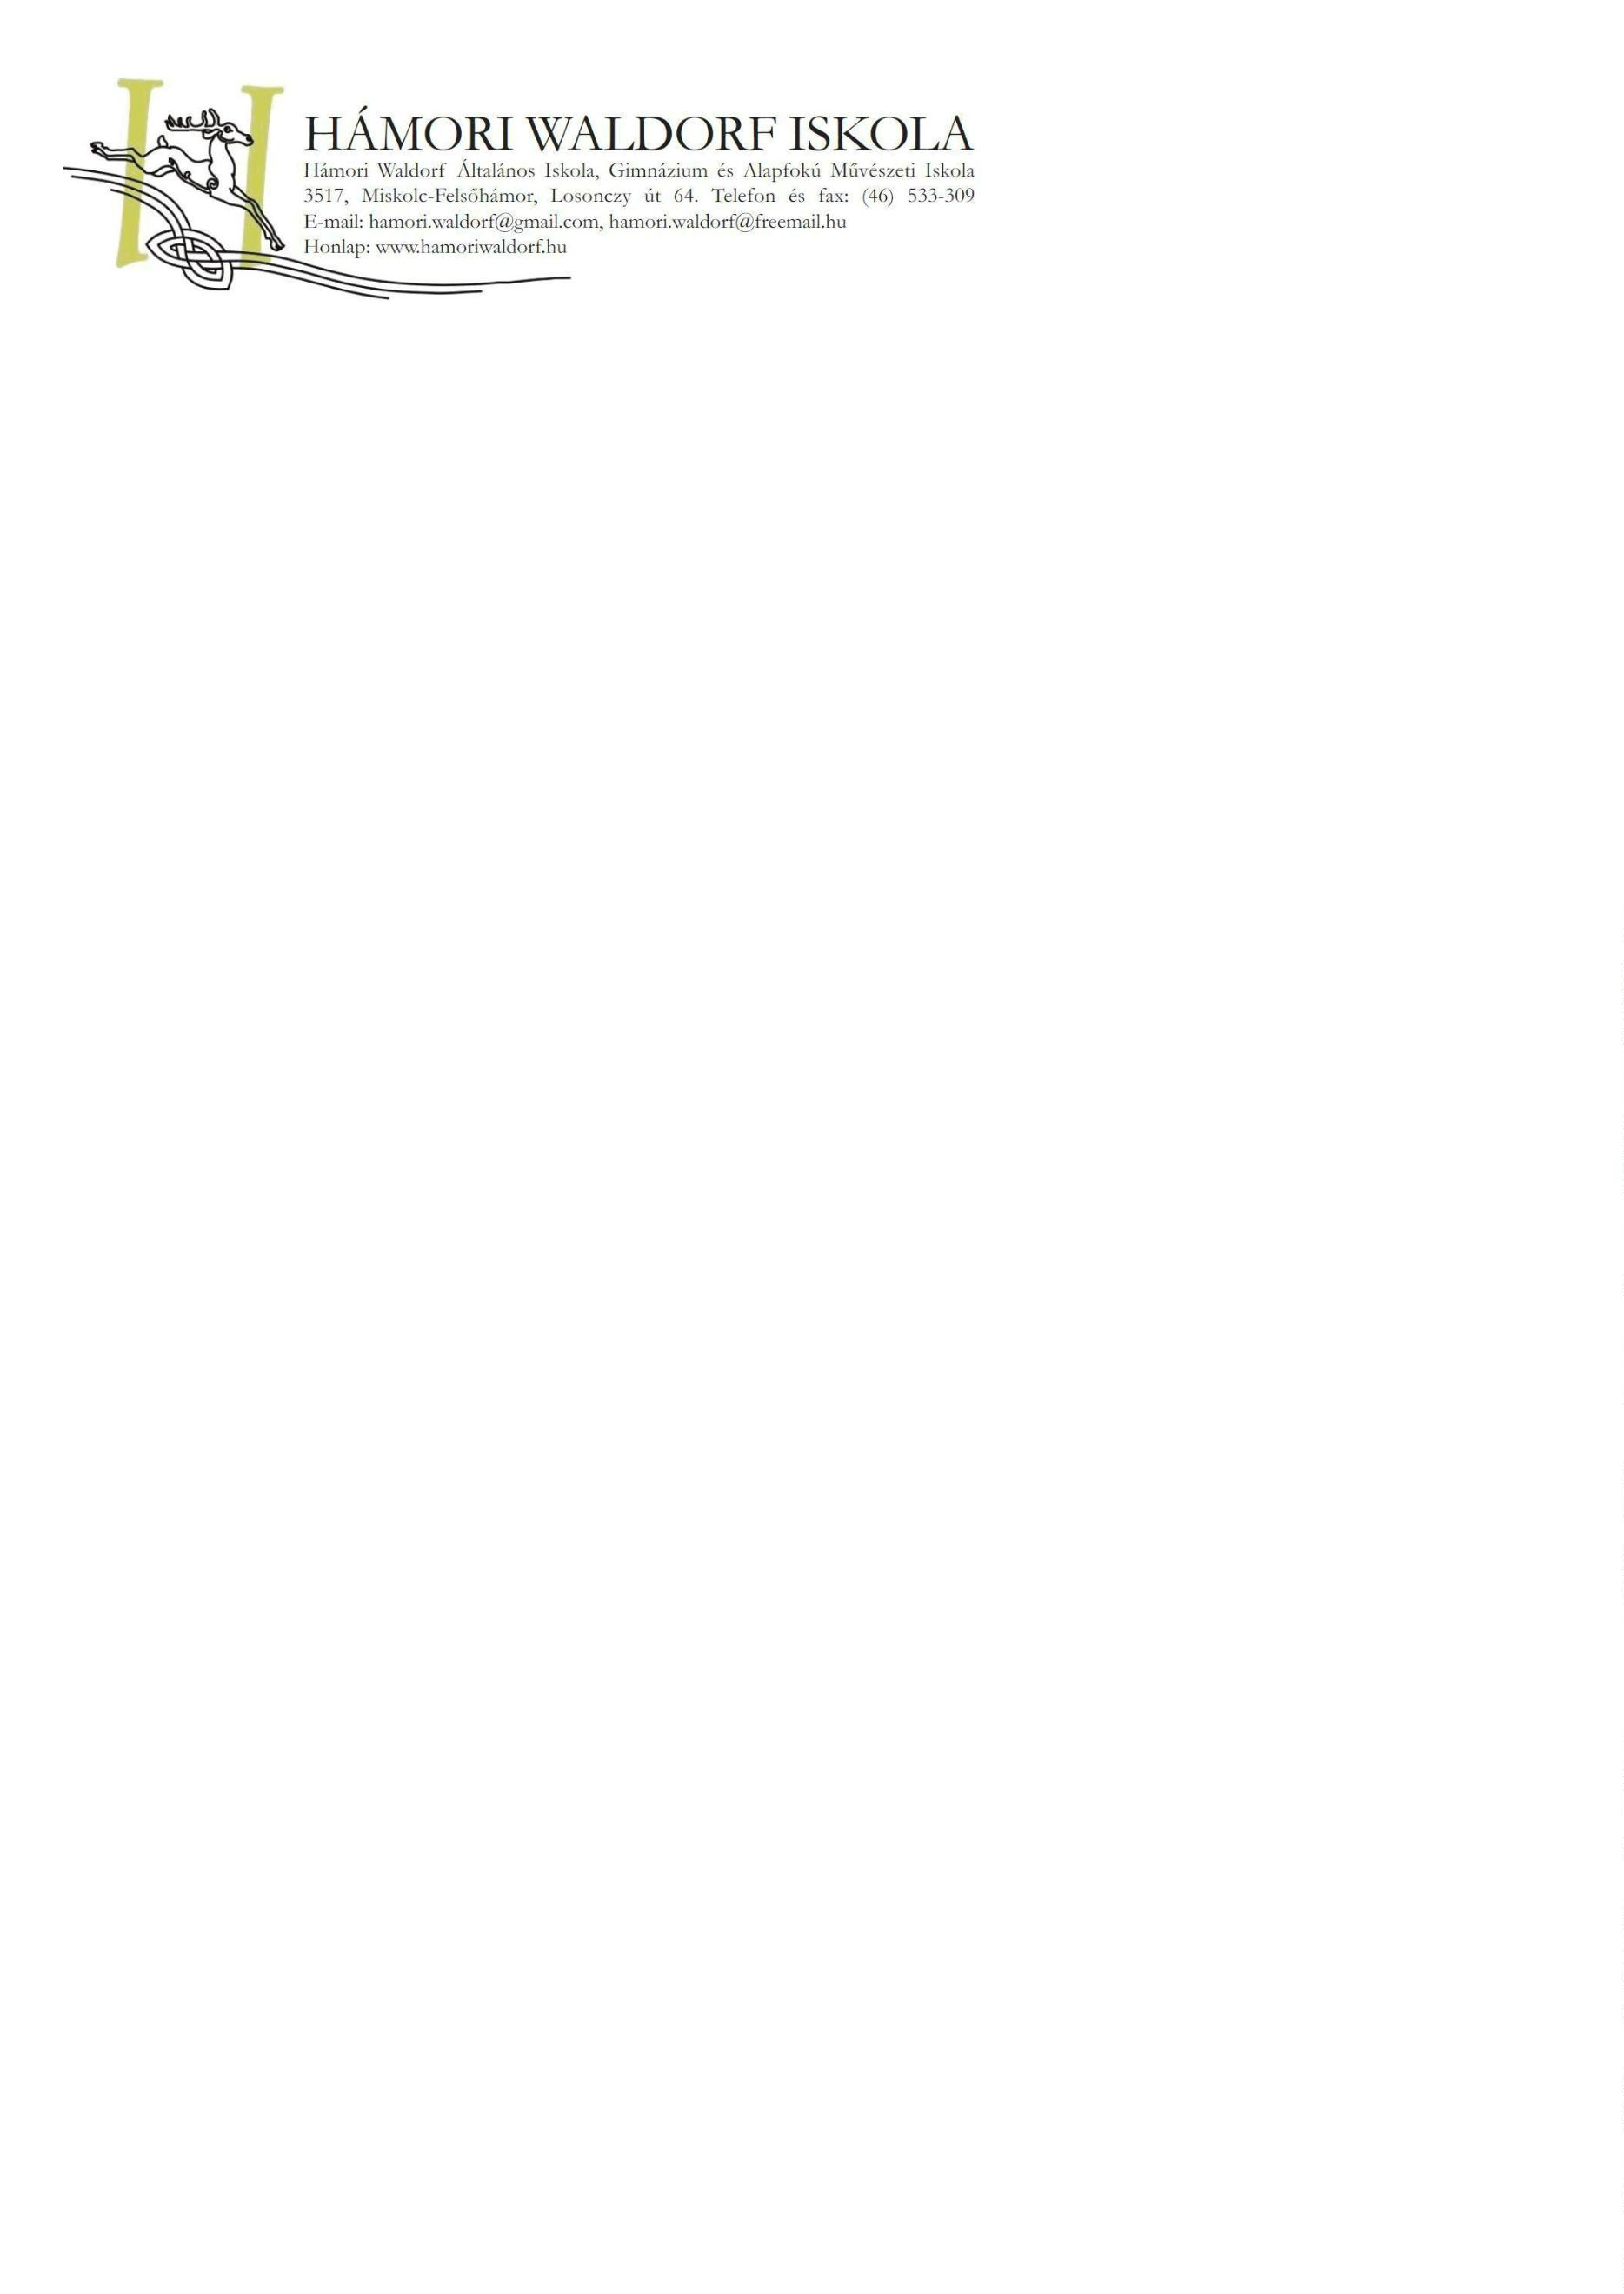 HÁMORI WALDORF ISKOLA
Hámori Waldorf Általános Iskola, Gimnázium és Alapfokú Művészeti Iskola
3517, Miskolc-Felsőhámor, Losonczy út 64. Telefon és fax: (46) 533-309
E-mail: hamori.waldorf@gmail.com, hamori.waldorf@freemail.hu
Honlap: www.hamoriwaldorf.hu